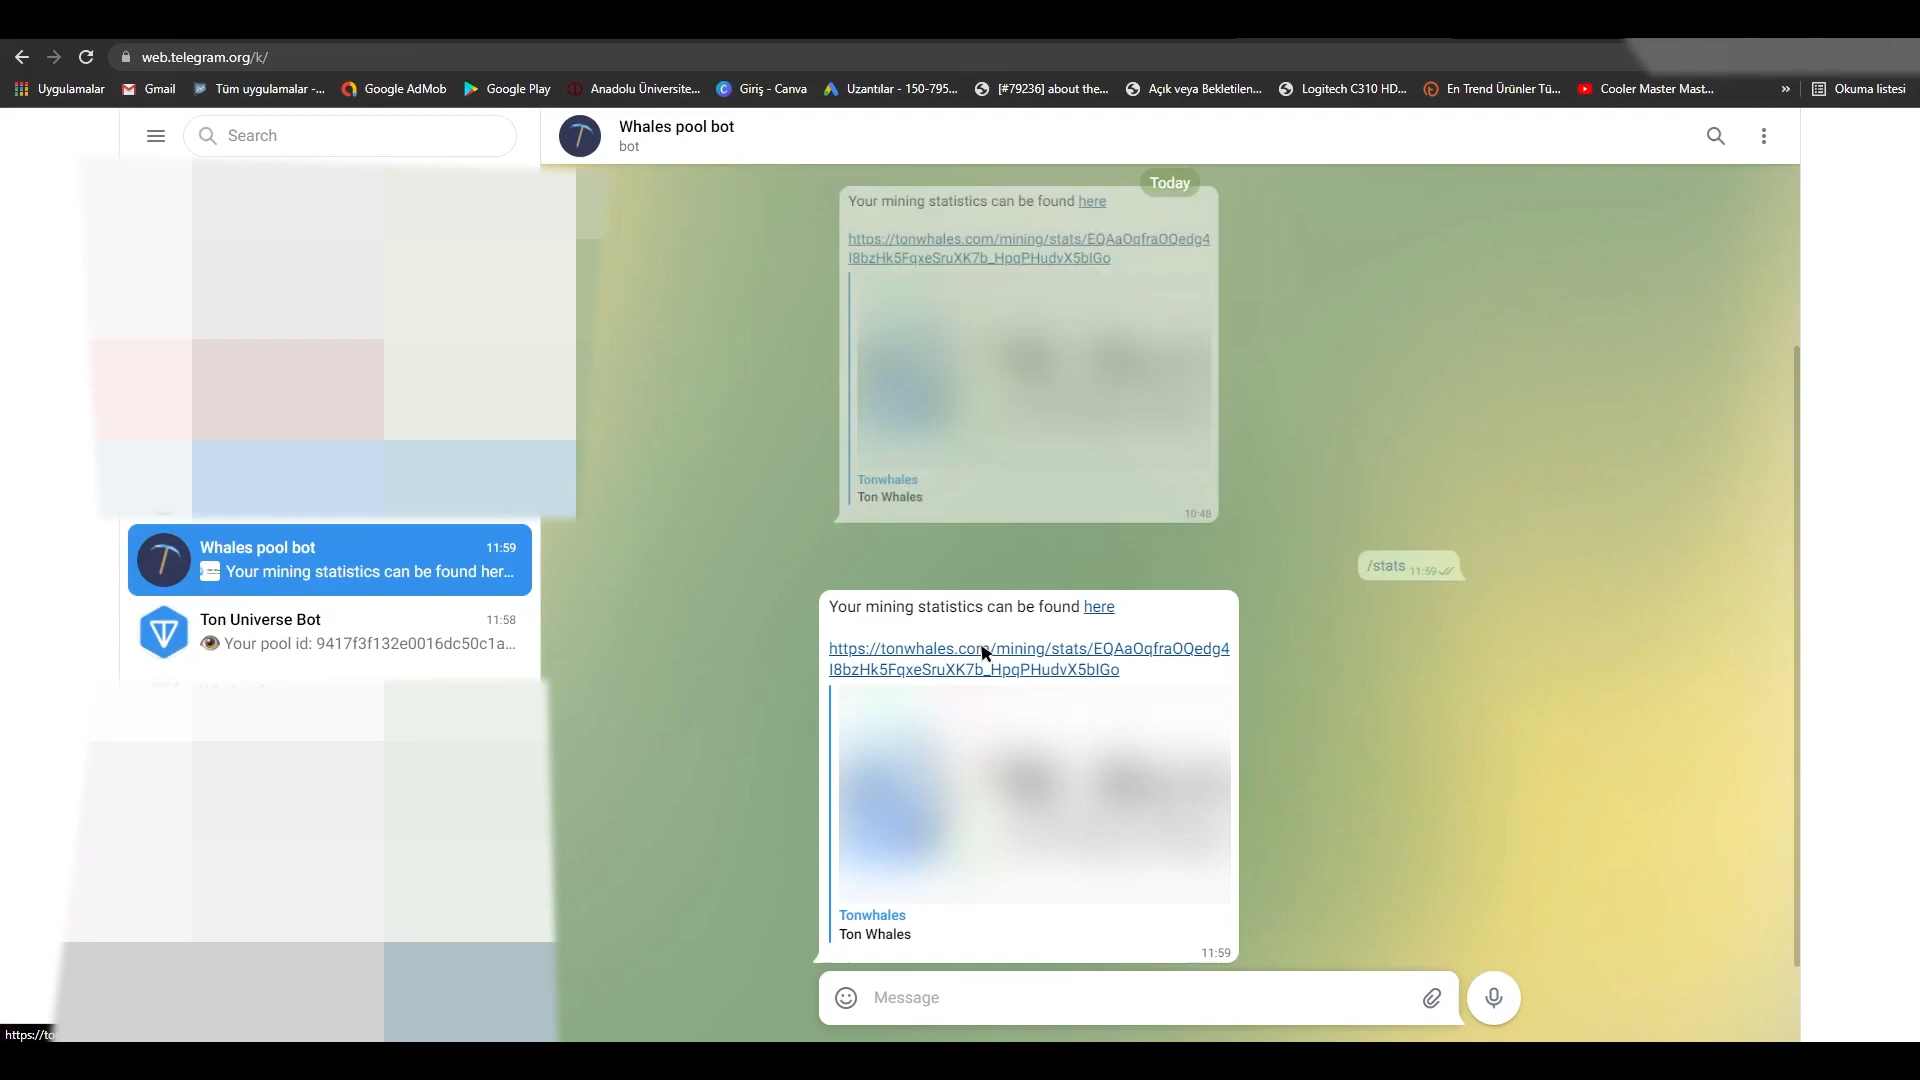 web.telegram.org/k/
Uygulamalar
Gmail
Tüm uygulamalar -...
Google AdMob
Google Play
Anadolu Üniversite...
Giriş - Canva
Uzantılar - 150-795...
[#79236] about the...
Açık veya Bekletilen...
Logitech C310 HD...
En Trend Ürünler Tü...
Cooler Master Mast...
»
Okuma listesi
Search
Whales pool bot
bot
Today
Your mining statistics can be found here
https://tonwhales.com/mining/stats/EQAaOqfraOQedg4
I8bzHk5FqxeSruXK7b_HpqPHudvX5bIGo
Tonwhales
Ton Whales
10:48
/stats 11:59
Whales pool bot 11:59
Your mining statistics can be found her...
Ton Universe Bot 11:58
Your pool id: 9417f3f132e0016dc50c1a...
Your mining statistics can be found here
https://tonwhales.com/mining/stats/EQAaOqfraOQedg4
I8bzHk5FqxeSruXK7b_HpqPHudvX5bIGo
Tonwhales
Ton Whales
11:59
Message
https://to